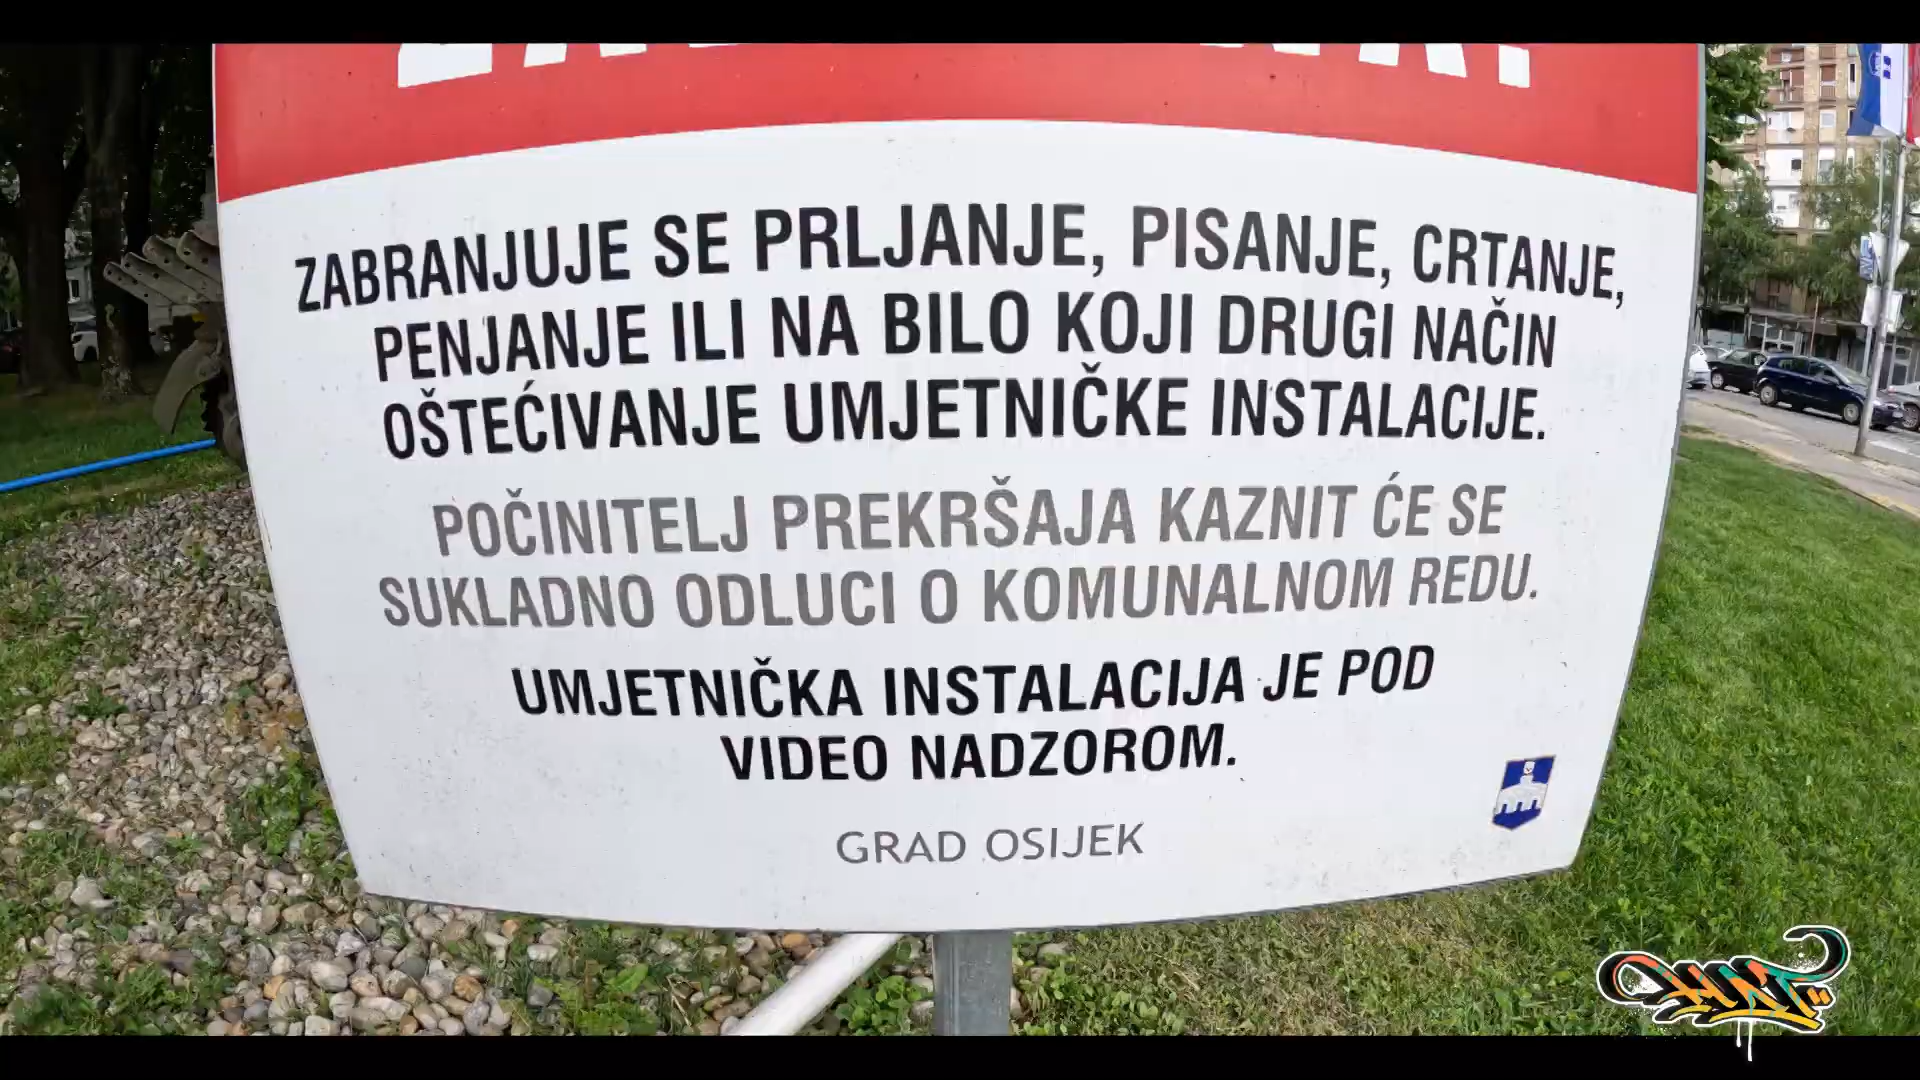 ZABRANJUJE SE PRLJANJE, PISANJE, CRTANJE,
PENJANJE ILI NA BILO KOJI DRUGI NAČIN
OŠTEĆIVANJE UMJETNIČKE INSTALACIJE.
POČINITELJ PREKRŠAJA KAZNIT ĆE SE
SUKLADNO ODLUCI O KOMUNALNOM REDU.
UMJETNIČKA INSTALACIJA JE POD
VIDEO NADZOROM.
GRAD OSIJEK